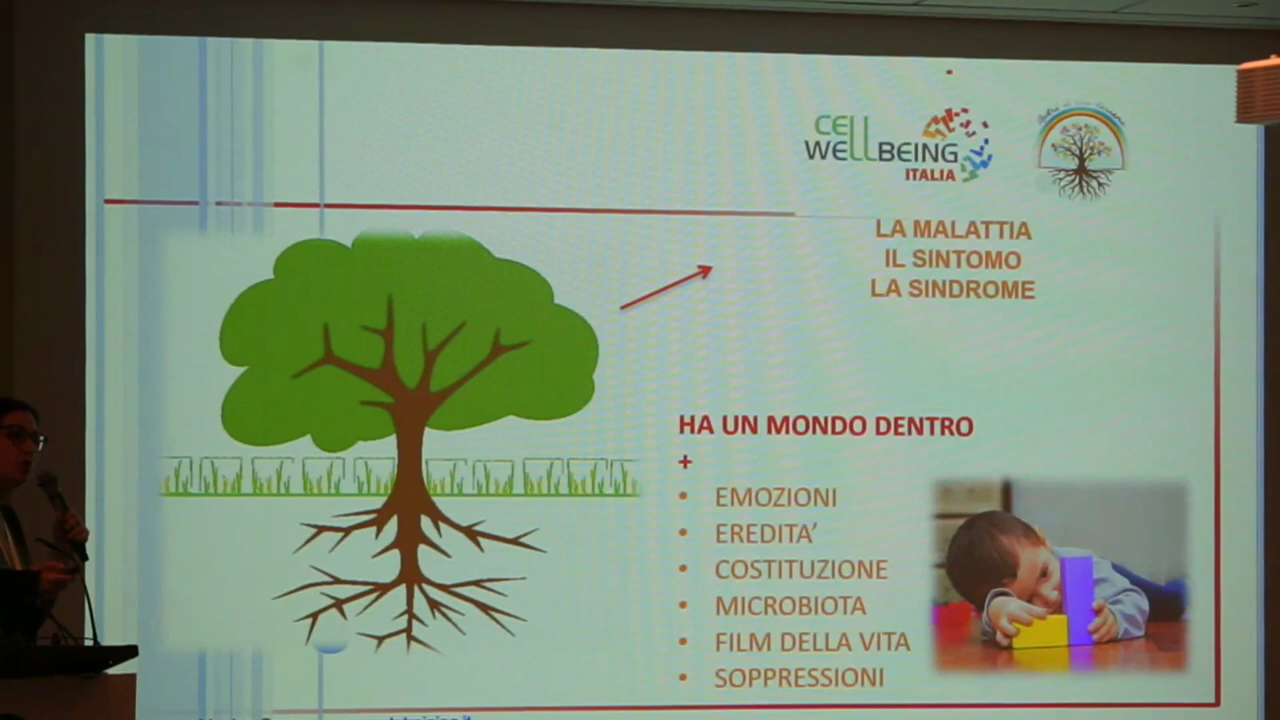 CELL
WELLBEING
ITALIA
LA MALATTIA
IL SINTOMO
LA SINDROME
HA UN MONDO DENTRO
+
• EMOZIONI
• EREDITA’
• COSTITUZIONE
• MICROBIOTA
• FILM DELLA VITA
• SOPPRESSIONI